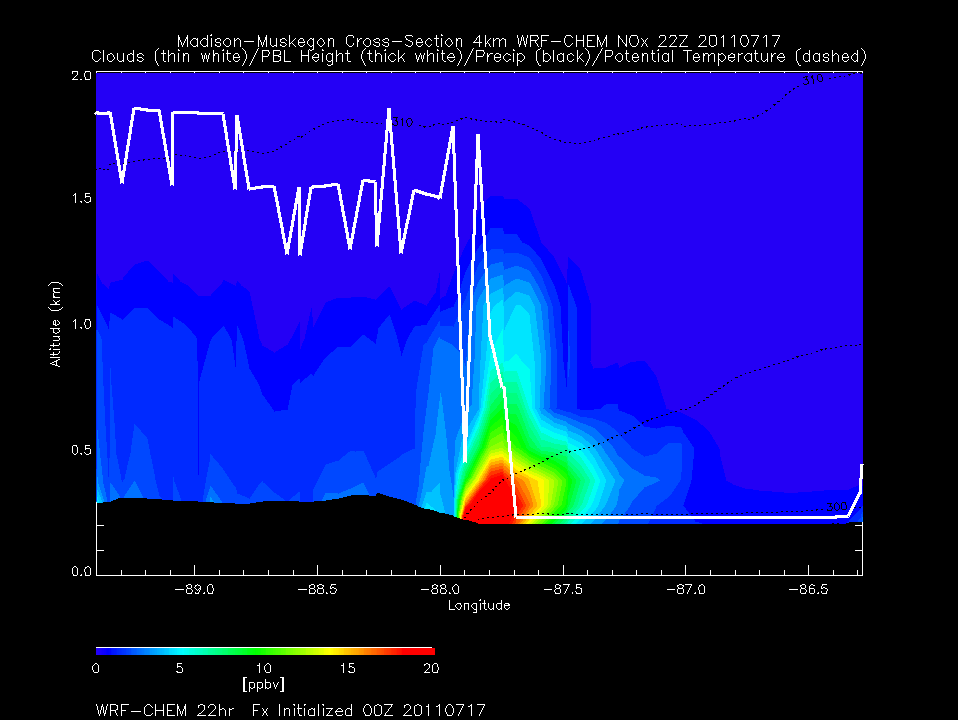 Madison-Muskegon Cross-Section 4km WRF-CHEM NOx 22Z 20110717
Clouds (thin white)/PBL Height (thick white)/Precip (black)/Potential Temperature (dashed)
2.0
310
310
1.5
1.0
Altitude (km)
0.5
300
0.0
-89.0 -88.5 -88.0 -87.5 -87.0 -86.5
Longitude
0 5 10 15 20
[ppbv]
WRF-CHEM 22hr Fx Initialized 00Z 20110717